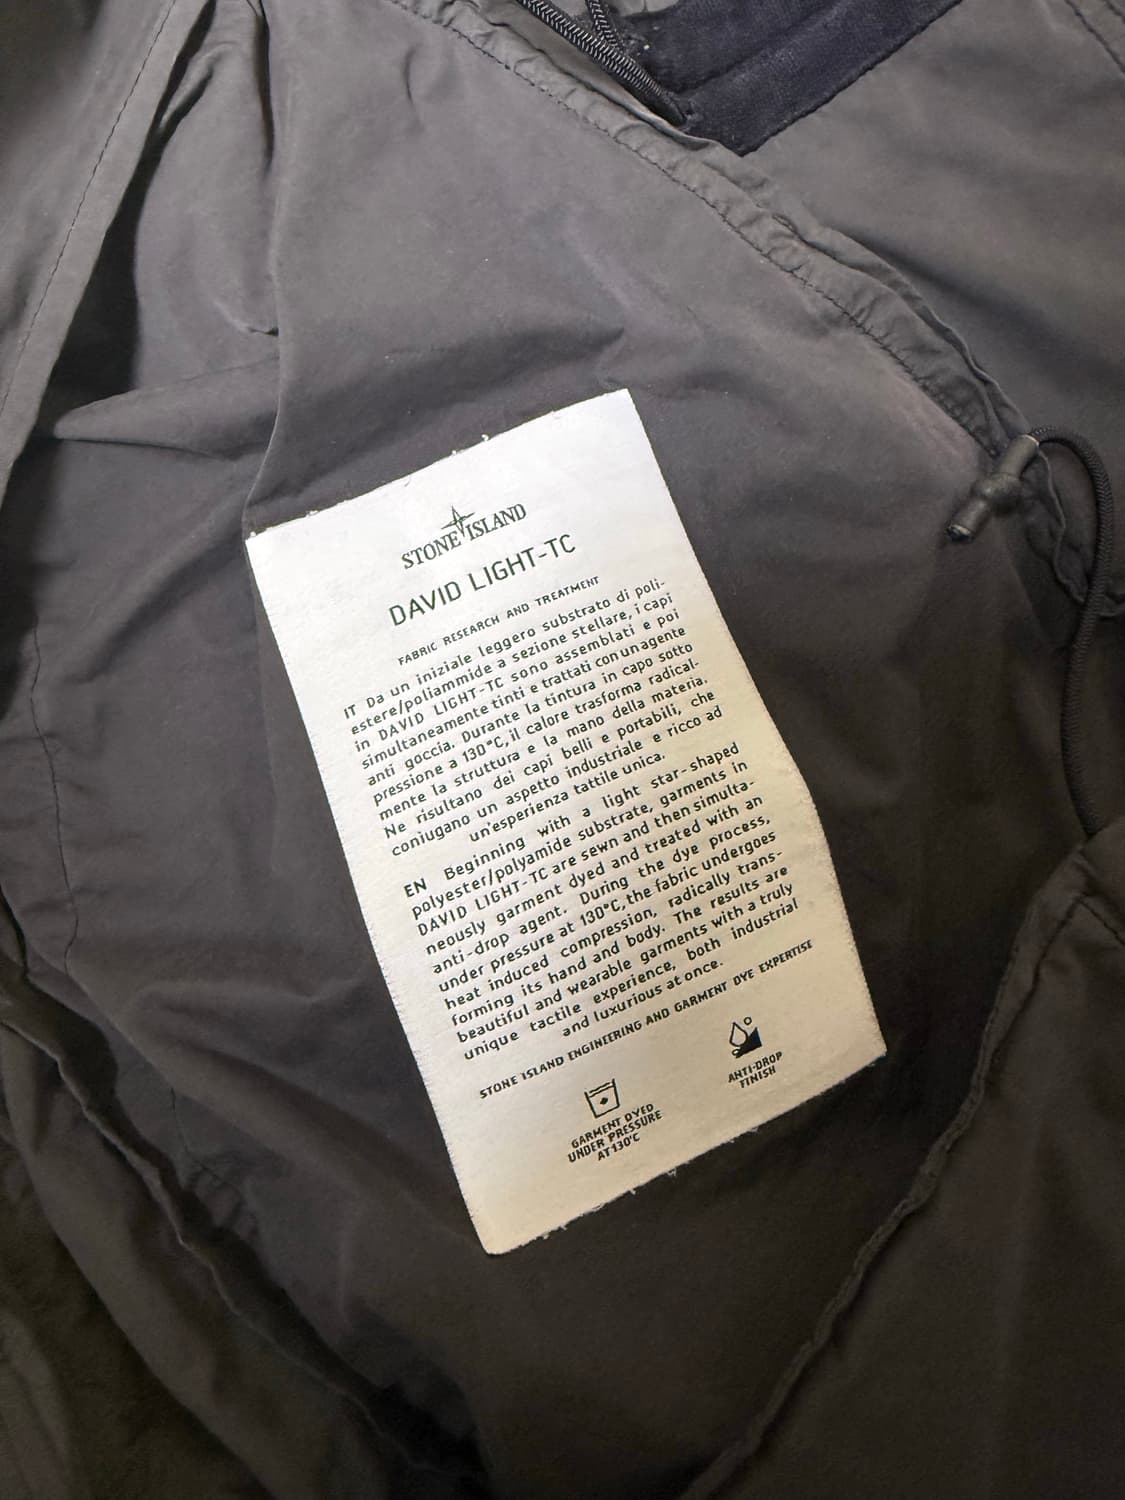 STONE ISLAND
DAVID LIGHT-TC
FABRIC RESEARCH AND TREATMENT
IT Da un iniziale leggero substrato di poli-
estere/poliammide a sezione stellare, i capi
in DAVID LIGHT-TC sono assemblati e poi
simultaneamente tinti e trattati con un agente
anti goccia. Durante la tintura in capo sotto
pressione a 130°C, il calore trasforma radical-
mente la struttura e la mano della materia.
Ne risultano dei capi belli e portabili, che
coniugano un aspetto industriale e ricco ad
un'esperienza tattile unica.
EN Beginning with a light star-shaped
polyester/polyamide substrate, garments in
DAVID LIGHT-TC are sewn and then simulta-
neously garment dyed and treated with an
anti-drop agent. During the dye process,
under pressure at 130°C, the fabric undergoes
heat induced compression, radically trans-
forming its hand and body. The results are
beautiful and wearable garments with a truly
unique tactile experience, both industrial
and luxurious at once.
STONE ISLAND ENGINEERING AND GARMENT DYE EXPERTISE
GARMENT DYED
UNDER PRESSURE
AT 130°C
ANTI-DROP
FINISH